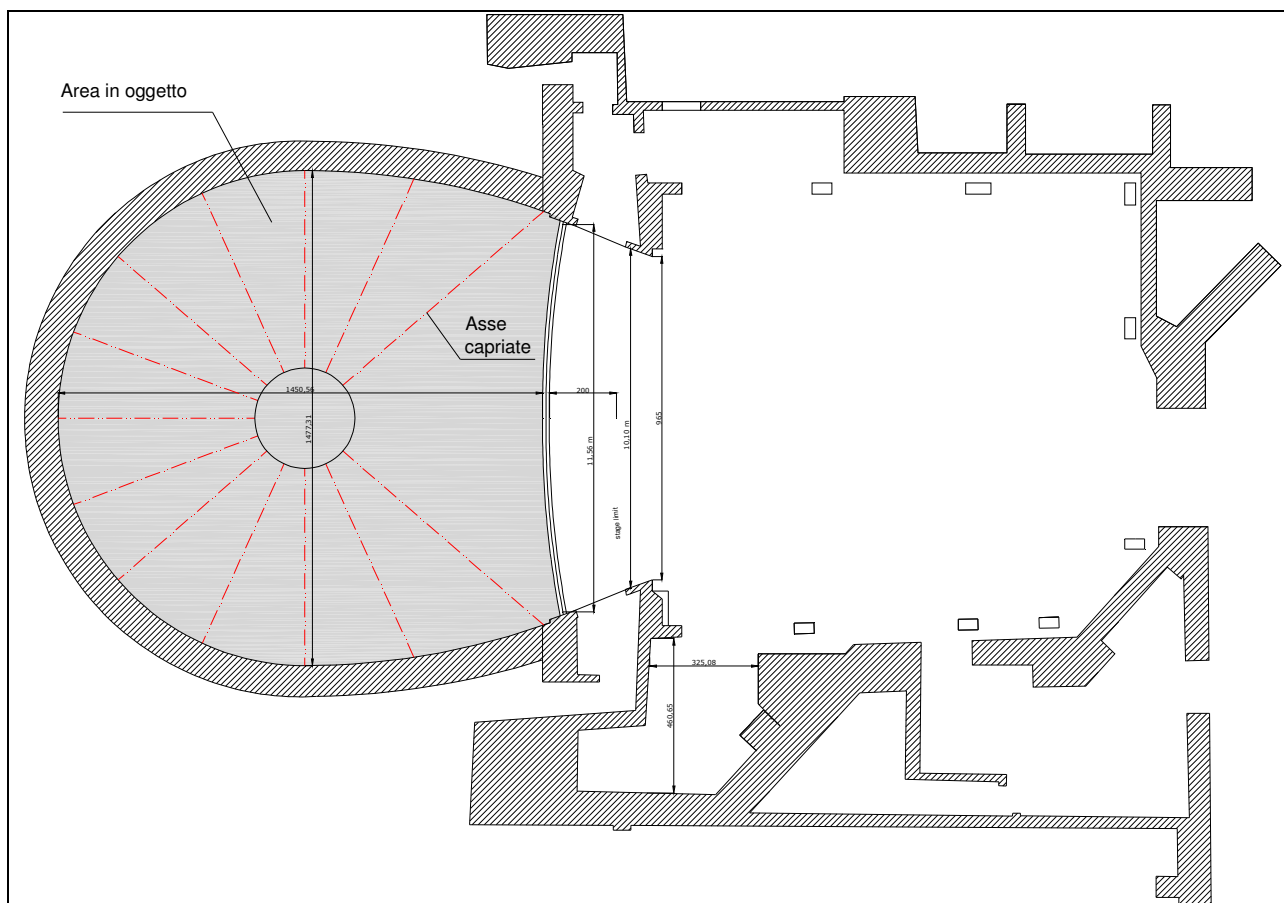 Area in oggetto
Asse
capriate
1450,56
200
1477,31
11,56 m
10,10 m
965
stage limit
325,08
460,65